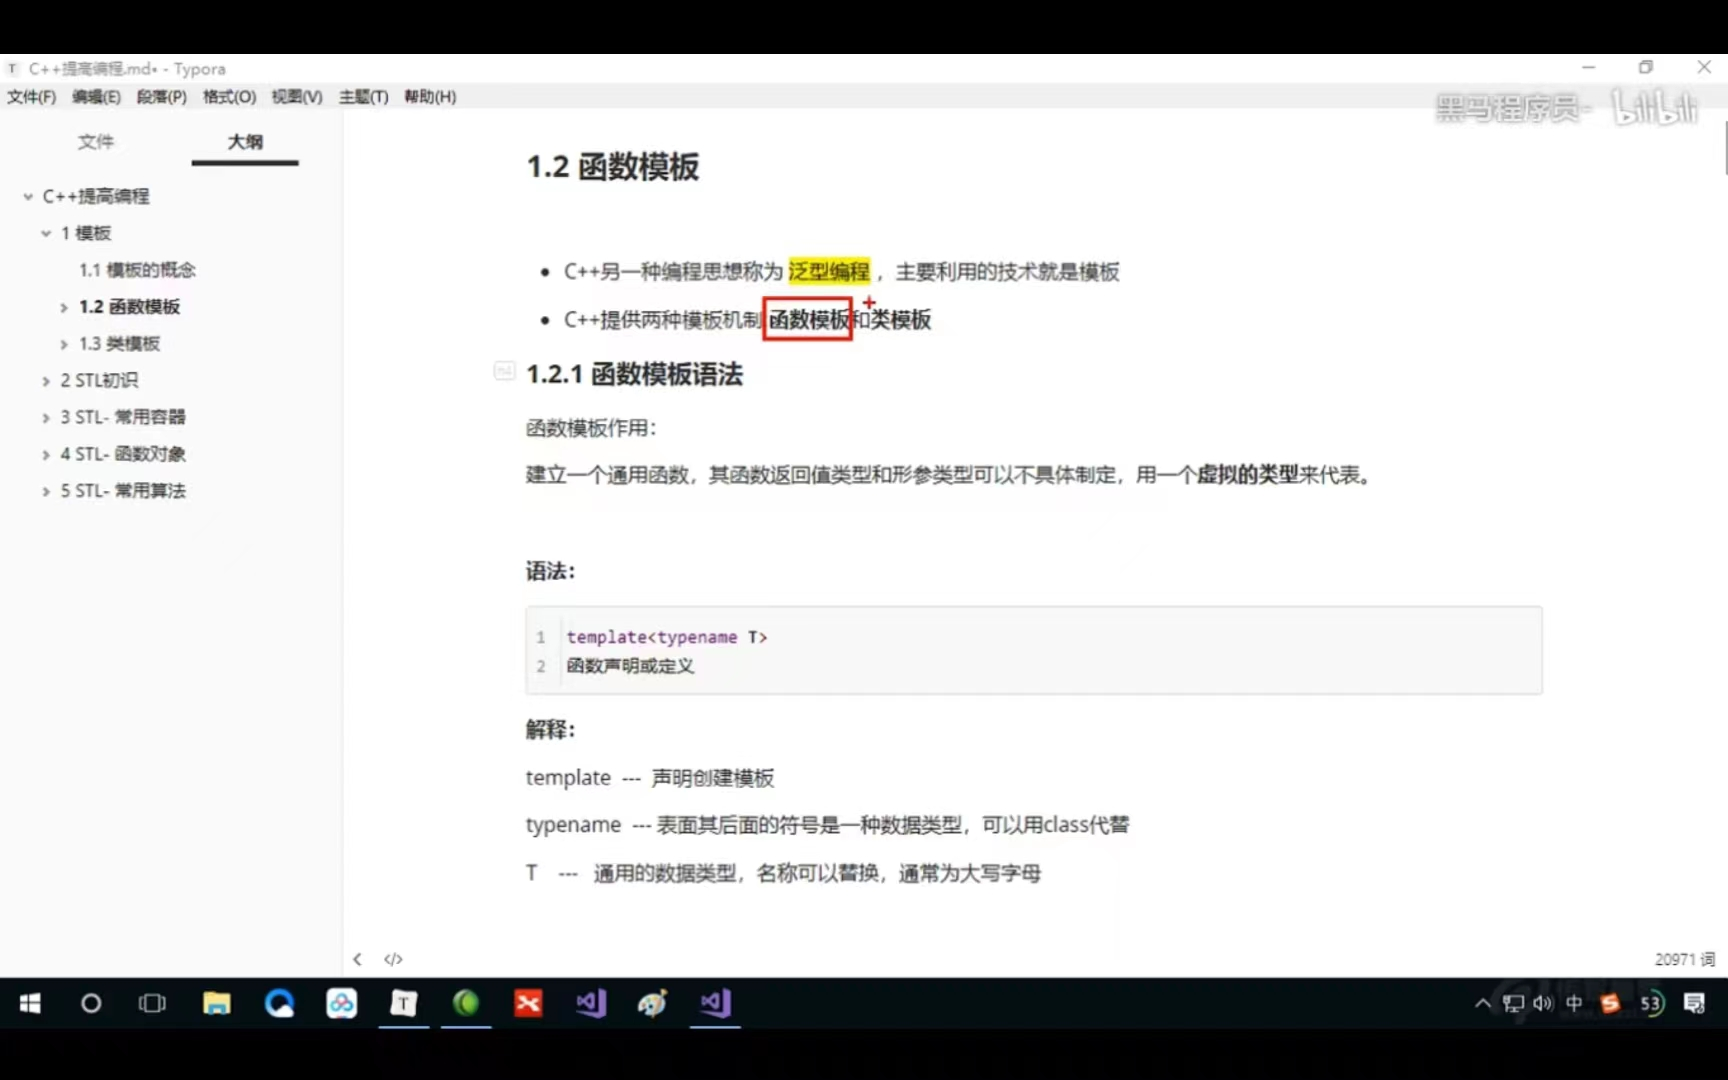 C++提高编程.md• - Typora
文件(F) 编辑(E) 段落(P) 格式(O) 视图(V) 主题(T) 帮助(H)
黑马程序员- bilibili
文件 大纲
C++提高编程
1 模板
1.1 模板的概念
1.2 函数模板
1.3 类模板
2 STL初识
3 STL- 常用容器
4 STL- 函数对象
5 STL- 常用算法
1.2 函数模板
C++另一种编程思想称为 泛型编程 ，主要利用的技术就是模板
C++提供两种模板机制 函数模板和类模板
1.2.1 函数模板语法
函数模板作用：
建立一个通用函数，其函数返回值类型和形参类型可以不具体制定，用一个虚拟的类型来代表。
语法：
1 template<typename T>
2 函数声明或定义
解释：
template --- 声明创建模板
typename --- 表面其后面的符号是一种数据类型，可以用class代替
T --- 通用的数据类型，名称可以替换，通常为大写字母
20971 词
中 53